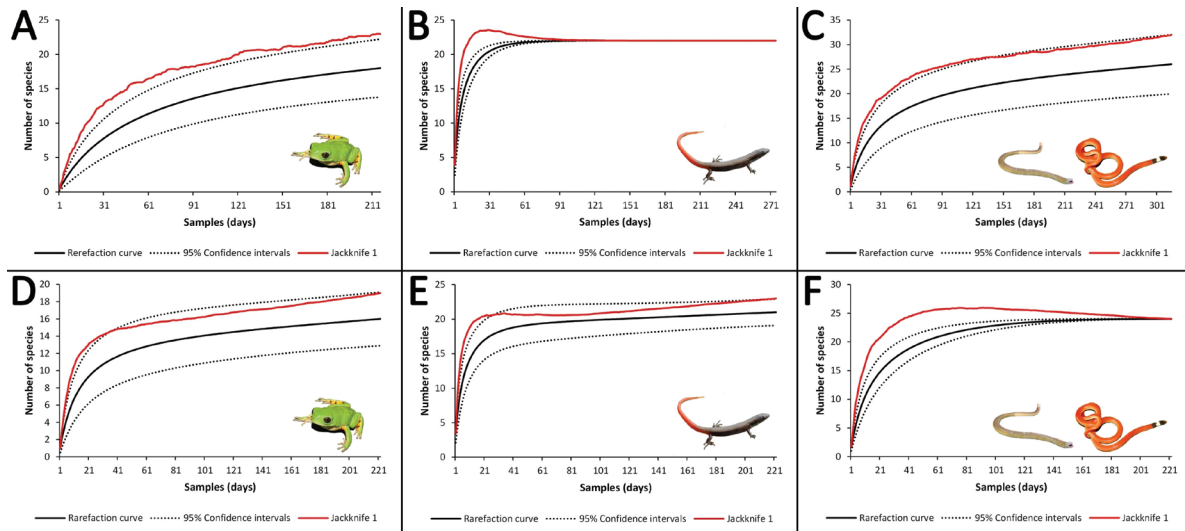 A
Number of species
25
20
15
10
5
0
1 31 61 91 121 151 181 211
Samples (days)
Rerefaction curve 95% Confidence intervals Jackknife 1
B
Number of species
25
20
15
10
5
0
1 31 61 91 121 151 181 211 241 271
Samples (days)
Rarefaction curve 95% Confidence intervals Jackknife 1
C
Number of species
35
30
25
20
15
10
5
0
1 31 61 91 121 151 181 211 241 271 301
Samples (days)
Rarefaction curve 95% Confidence intervals Jackknife 1
D
Number of species
20
18
16
14
12
10
8
6
4
2
0
1 21 41 61 81 101 121 141 161 181 201 221
Samples (days)
Rarefaction curve 95% Confidence intervals Jackknife 1
E
Number of species
25
20
15
10
5
0
1 21 41 61 81 101 121 141 161 181 201 221
Samples (days)
Rarefaction curve 95% Confidence intervals Jackknife 1
F
Number of species
30
25
20
15
10
5
0
1 21 41 61 81 101 121 141 161 181 201 221
Samples (days)
Rarefaction curve 95% Confidence intervals Jackknife 1